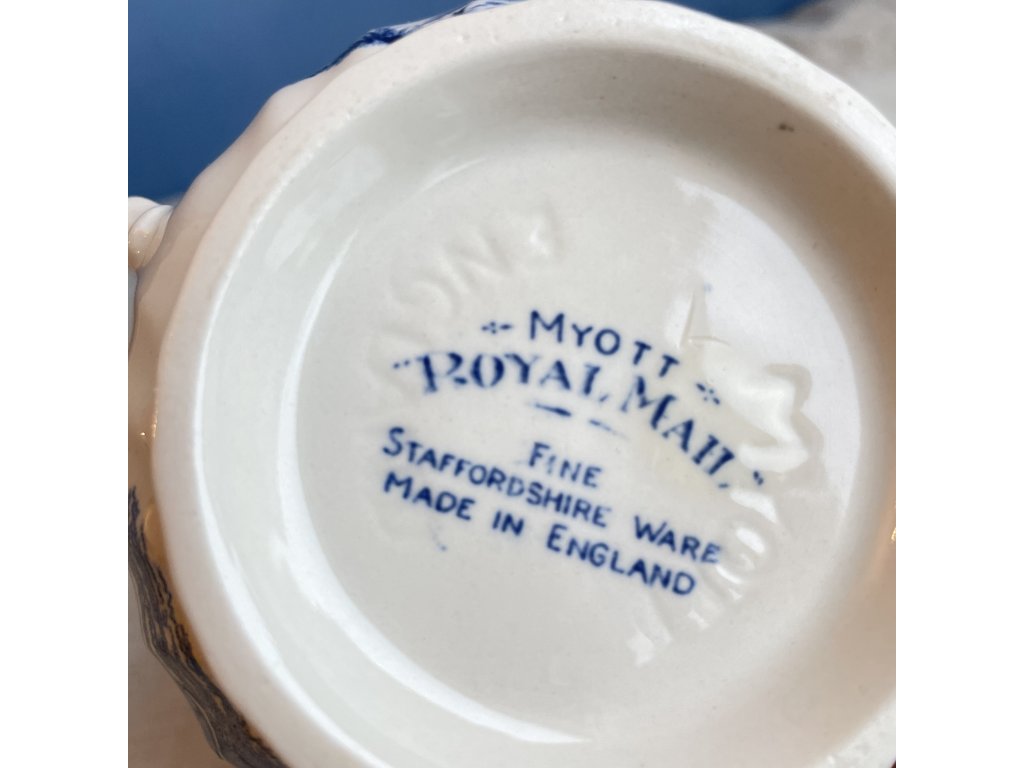 MYOTT
"ROYAL MAIL"
FINE
STAFFORDSHIRE WARE
MADE IN ENGLAND